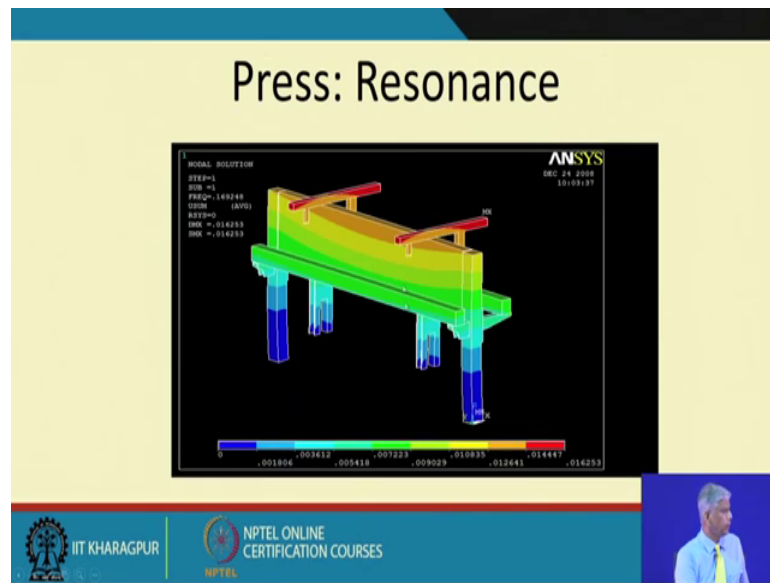 Press: Resonance
1
NODAL SOLUTION
STEP=1
SUB =1
FREQ=.169248
USUM (AVG)
RSYS=0
DMX =.016253
SMX =.016253
ANSYS
DEC 24 2008
10:03:37
MX
0
.001806
.003612
.005418
.007223
.009029
.010835
.012641
.014447
.016253
IIT KHARAGPUR
NPTEL
NPTEL ONLINE
CERTIFICATION COURSES